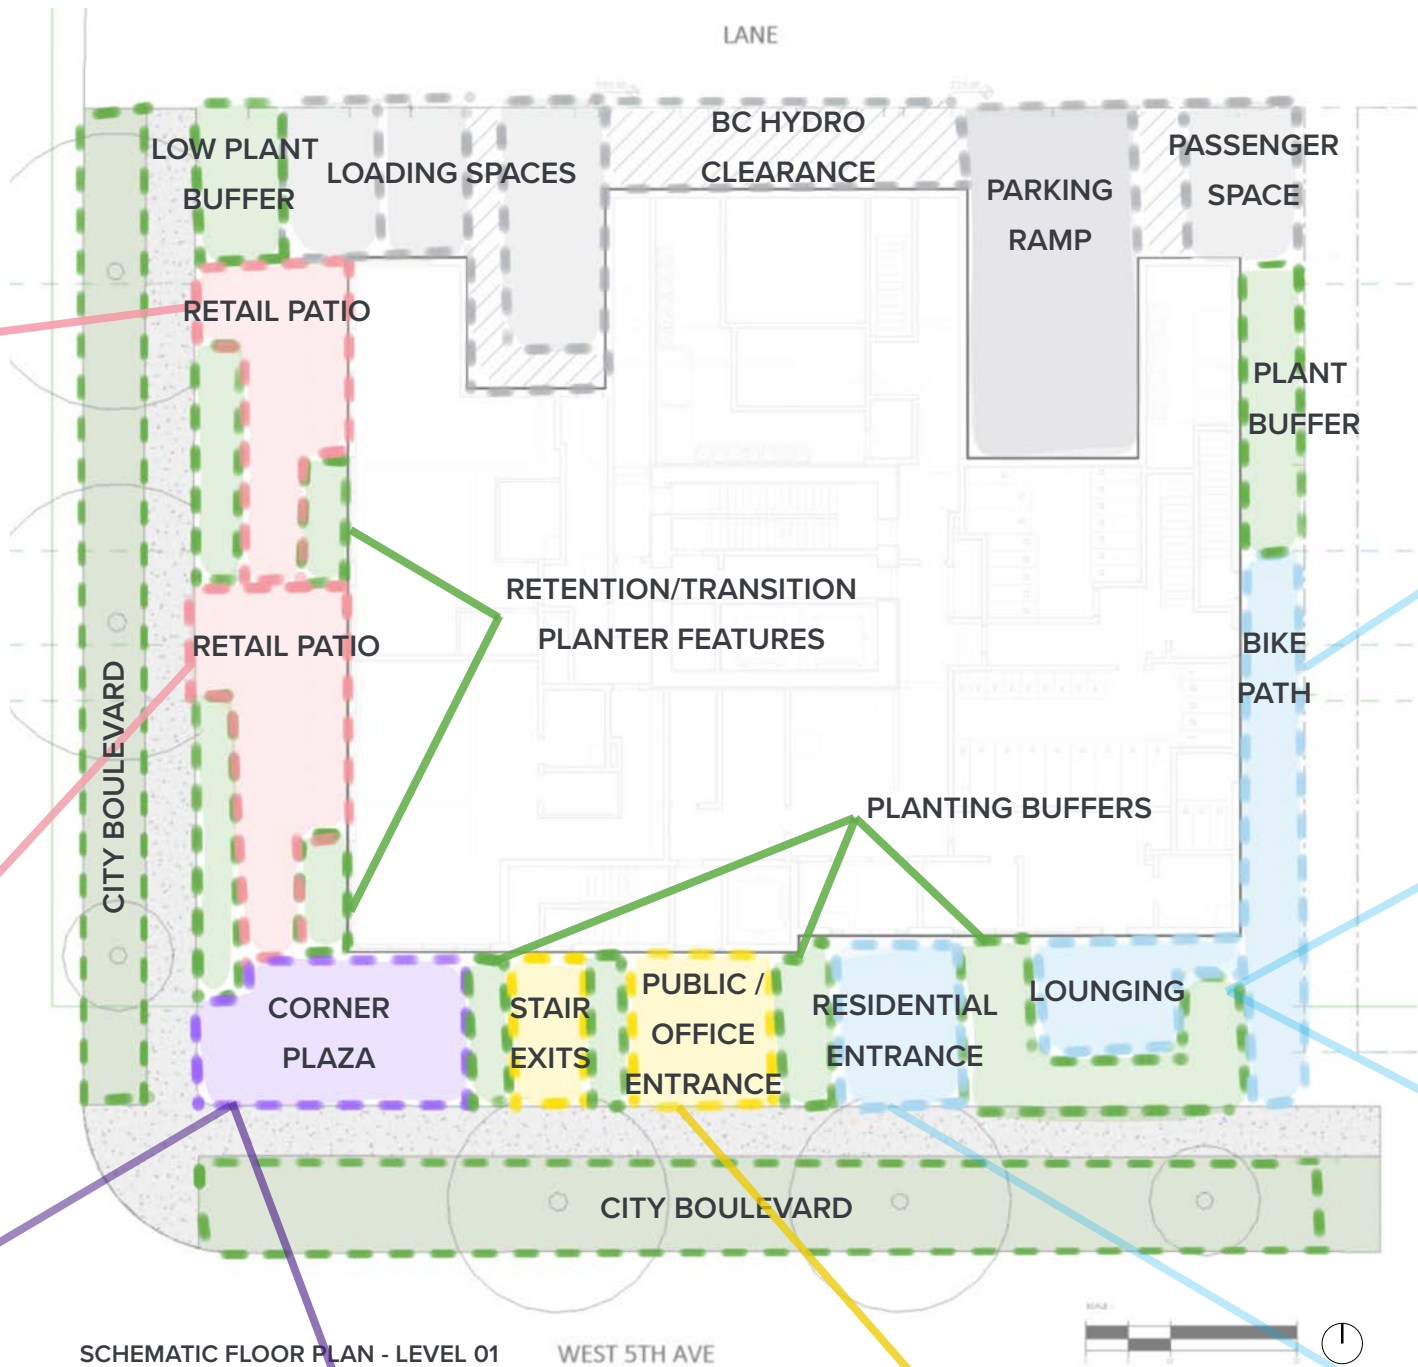 LANE
LOW PLANT
BUFFER
LOADING SPACES
BC HYDRO
CLEARANCE
PARKING
RAMP
PASSENGER
SPACE
RETAIL PATIO
PLANT
BUFFER
RETENTION/TRANSITION
PLANTER FEATURES
RETAIL PATIO
BIKE
PATH
CITY BOULEVARD
PLANTING BUFFERS
CORNER
PLAZA
STAIR
EXITS
PUBLIC /
OFFICE
ENTRANCE
RESIDENTIAL
ENTRANCE
LOUNGING
CITY BOULEVARD
SCALE
SCHEMATIC FLOOR PLAN - LEVEL 01
WEST 5TH AVE